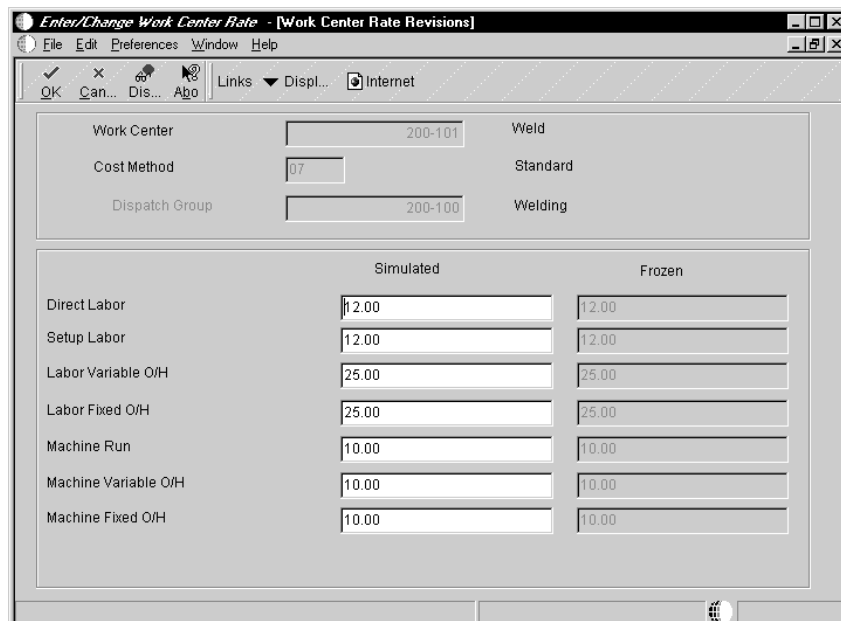 Enter/Change Work Center Rate - [Work Center Rate Revisions]
File Edit Preferences Window Help
OK Can... Dis... Abo Links Displ... Internet
Work Center 200-101 Weld
Cost Method 07 Standard
Dispatch Group 200-100 Welding
Simulated Frozen
Direct Labor 12.00 12.00
Setup Labor 12.00 12.00
Labor Variable O/H 25.00 25.00
Labor Fixed O/H 25.00 25.00
Machine Run 10.00 10.00
Machine Variable O/H 10.00 10.00
Machine Fixed O/H 10.00 10.00